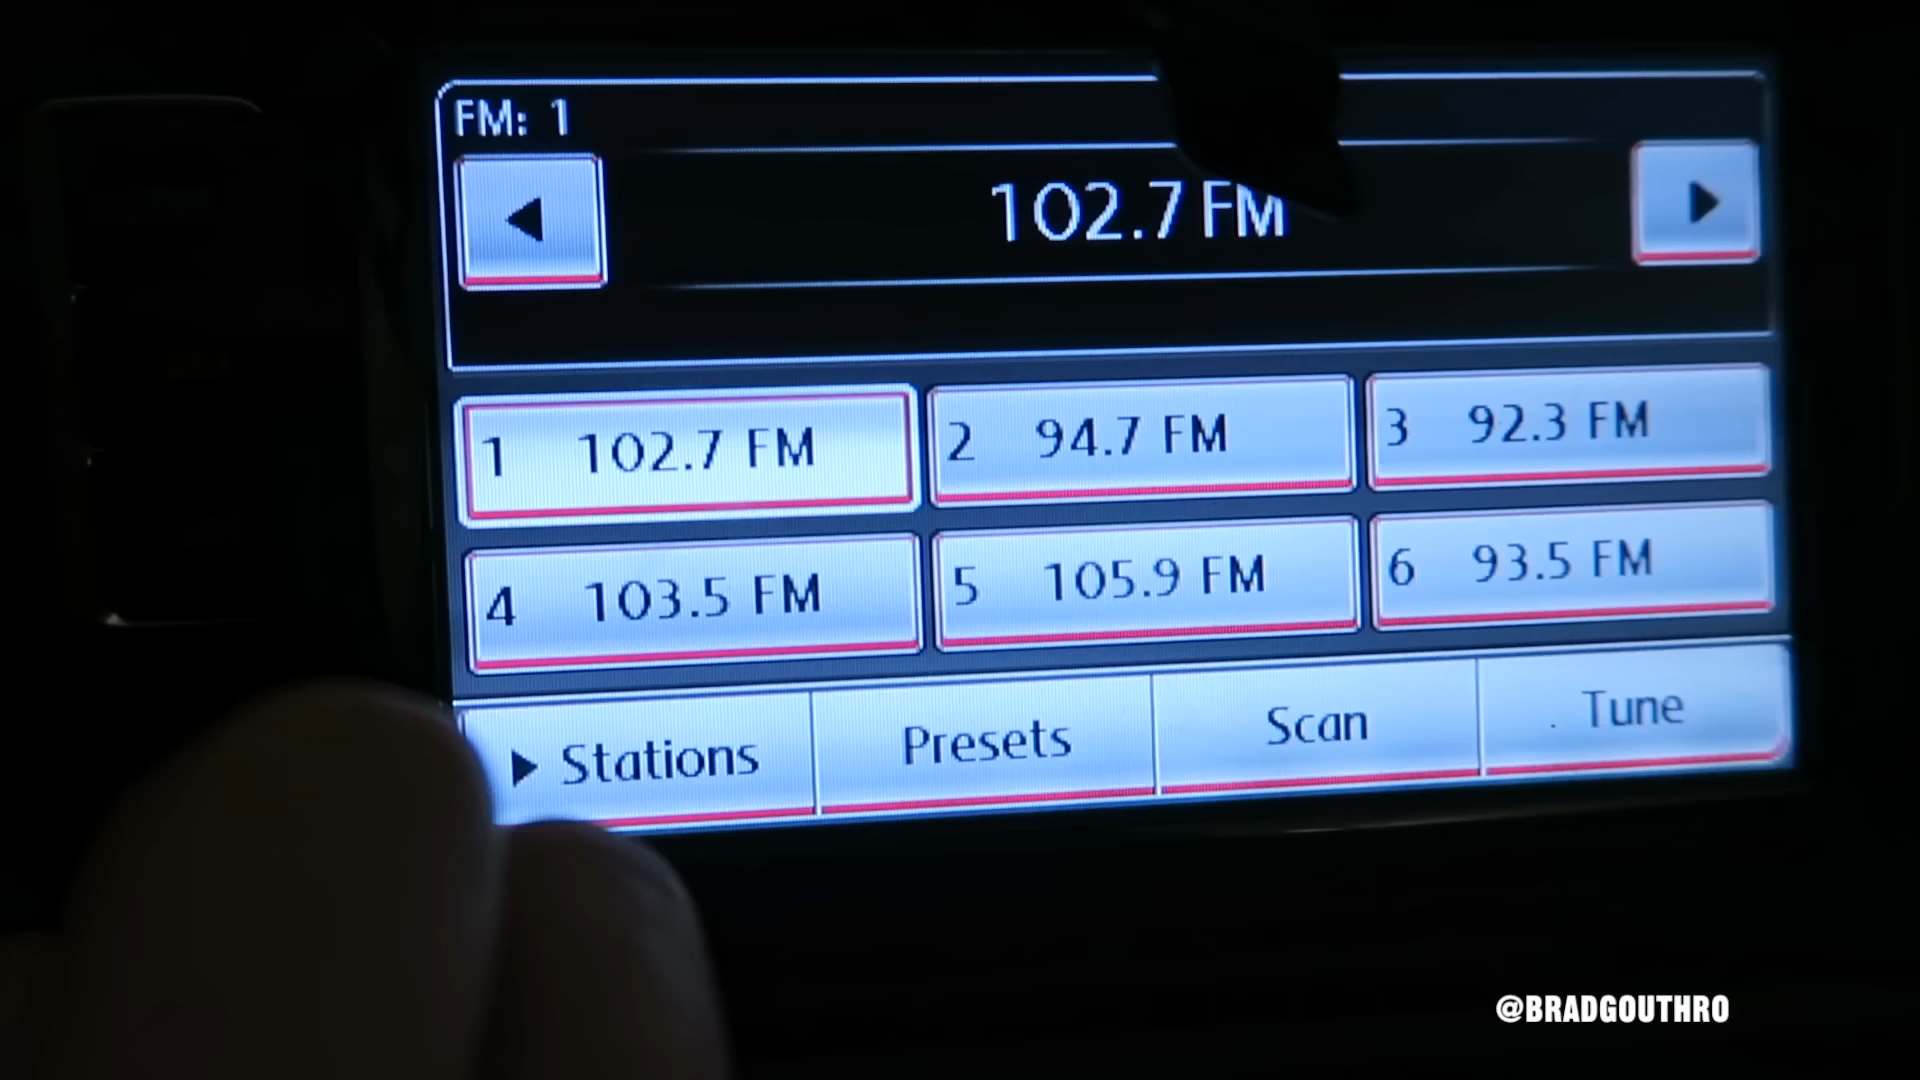 FM: 1
102.7 FM
1 102.7 FM
2 94.7 FM
3 92.3 FM
4 103.5 FM
5 105.9 FM
6 93.5 FM
Stations
Presets
Scan
Tune
@BRADGOUTHRO